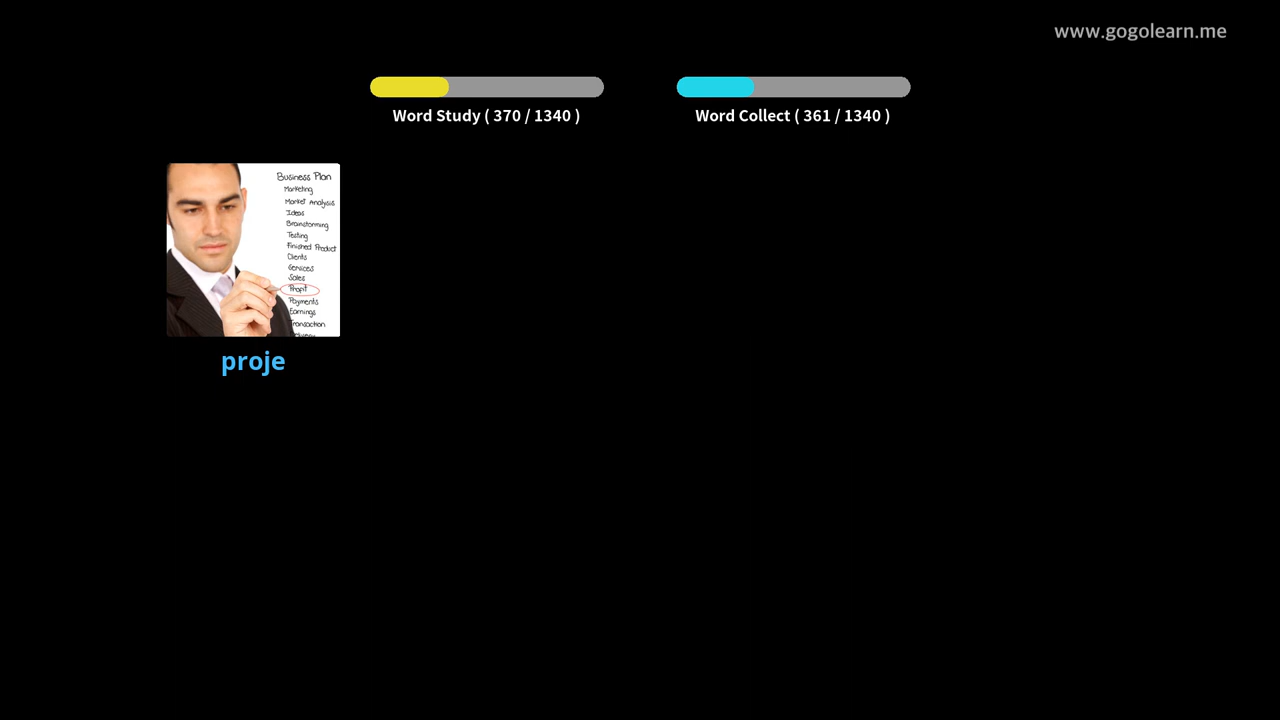 www.gogolearn.me
Word Study ( 370 / 1340 )
Word Collect ( 361 / 1340 )
Business Plan
Marketing
Market Analysis
Ideas
Brainstorming
Testing
Finished Product
Clients
Services
Sales
Profit
Payments
Earnings
Transaction
proje